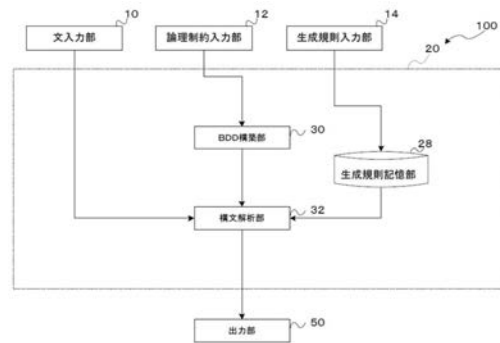 10
12
14
100
文入力部
論理制約入力部
生成規則入力部
20
30
28
BDD構築部
生成規則記憶部
32
構文解析部
50
出力部